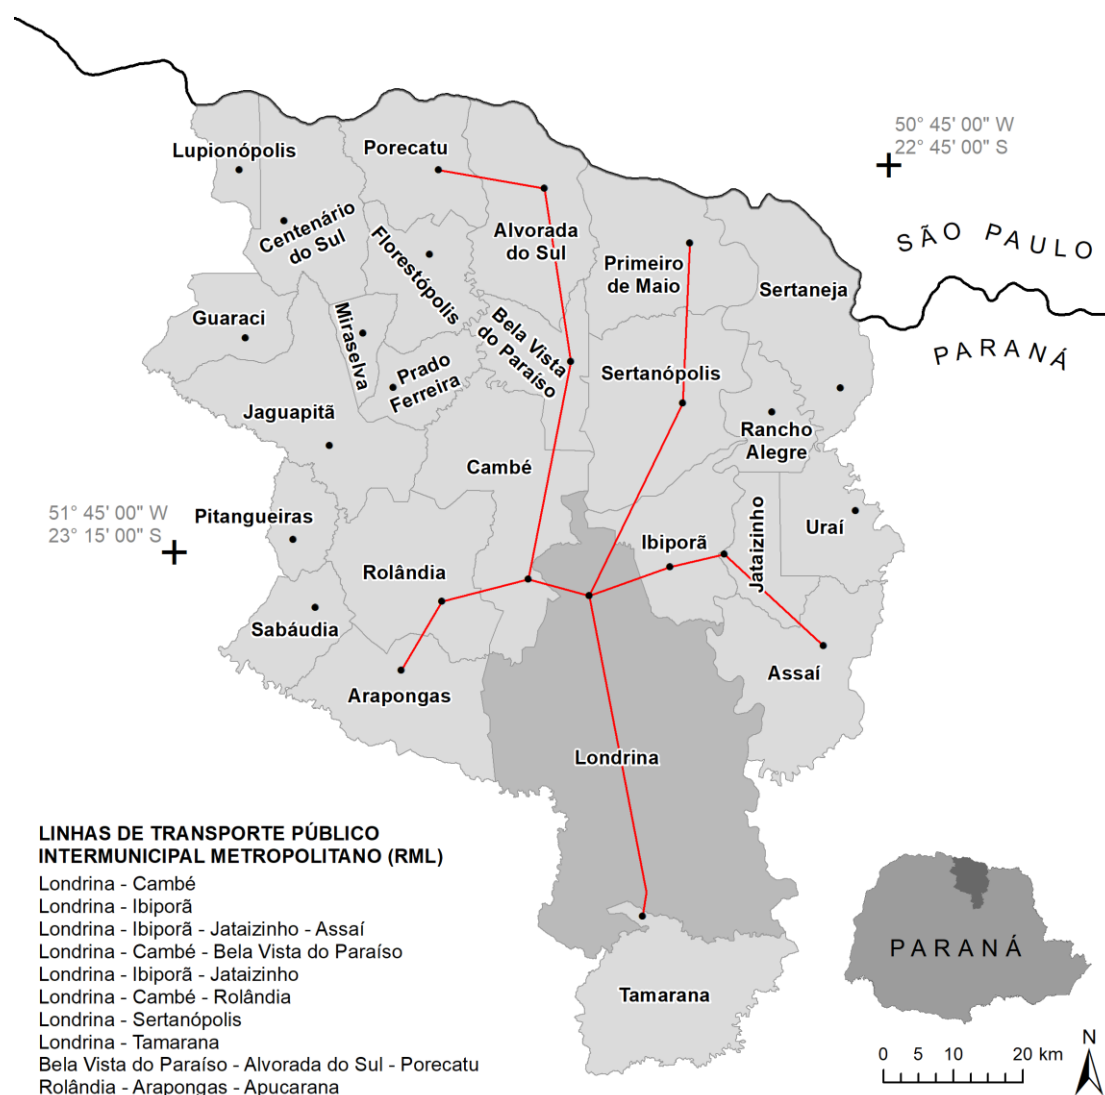 50° 45' 00" W
22° 45' 00" S
Lupionópolis
Porecatu
Centenário
do Sul
Florestópolis
Alvorada
do Sul
Primeiro
de Maio
Sertaneja
SÃO PAULO
PARANÁ
Guaraci
Miraselva
Prado
Ferreira
Bela Vista
do Paraíso
Sertanópolis
Jaguapitã
Rancho
Alegre
Cambé
51° 45' 00" W
23° 15' 00" S
Pitangueiras
Rolândia
Ibiporã
Jataizinho
Uraí
Sabáudia
Arapongas
Assaí
Londrina
Tamarana
LINHAS DE TRANSPORTE PÚBLICO
INTERMUNICIPAL METROPOLITANO (RML)
Londrina - Cambé
Londrina - Ibiporã
Londrina - Ibiporã - Jataizinho - Assaí
Londrina - Cambé - Bela Vista do Paraíso
Londrina - Ibiporã - Jataizinho
Londrina - Cambé - Rolândia
Londrina - Sertanópolis
Londrina - Tamarana
Bela Vista do Paraíso - Alvorada do Sul - Porecatu
Rolândia - Arapongas - Apucarana
PARANÁ
N
0 5 10 20 km